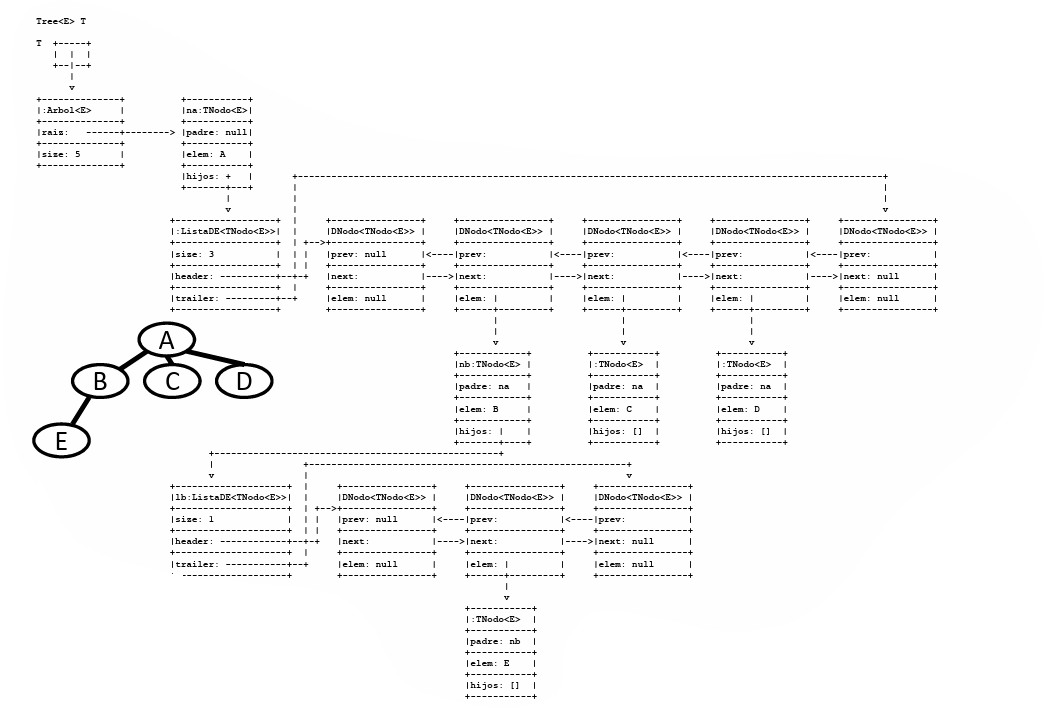 Tree<E> T
T
:Arbol<E>
raiz:
size: 5
na:TNodo<E>
padre: null
elem: A
hijos:
:ListaDE<TNodo<E>>
size: 3
header:
trailer:
DNodo<TNodo<E>>
prev: null
next:
elem: null
DNodo<TNodo<E>>
prev:
next:
elem:
DNodo<TNodo<E>>
prev:
next:
elem:
DNodo<TNodo<E>>
prev:
next:
elem:
DNodo<TNodo<E>>
prev:
next: null
elem: null
A
B C D
E
nb:TNodo<E>
padre: na
elem: B
hijos:
:TNodo<E>
padre: na
elem: C
hijos: []
:TNodo<E>
padre: na
elem: D
hijos: []
lb:ListaDE<TNodo<E>>
size: 1
header:
trailer:
DNodo<TNodo<E>>
prev: null
next:
elem: null
DNodo<TNodo<E>>
prev:
next:
elem:
DNodo<TNodo<E>>
prev:
next: null
elem: null
:TNodo<E>
padre: nb
elem: E
hijos: []